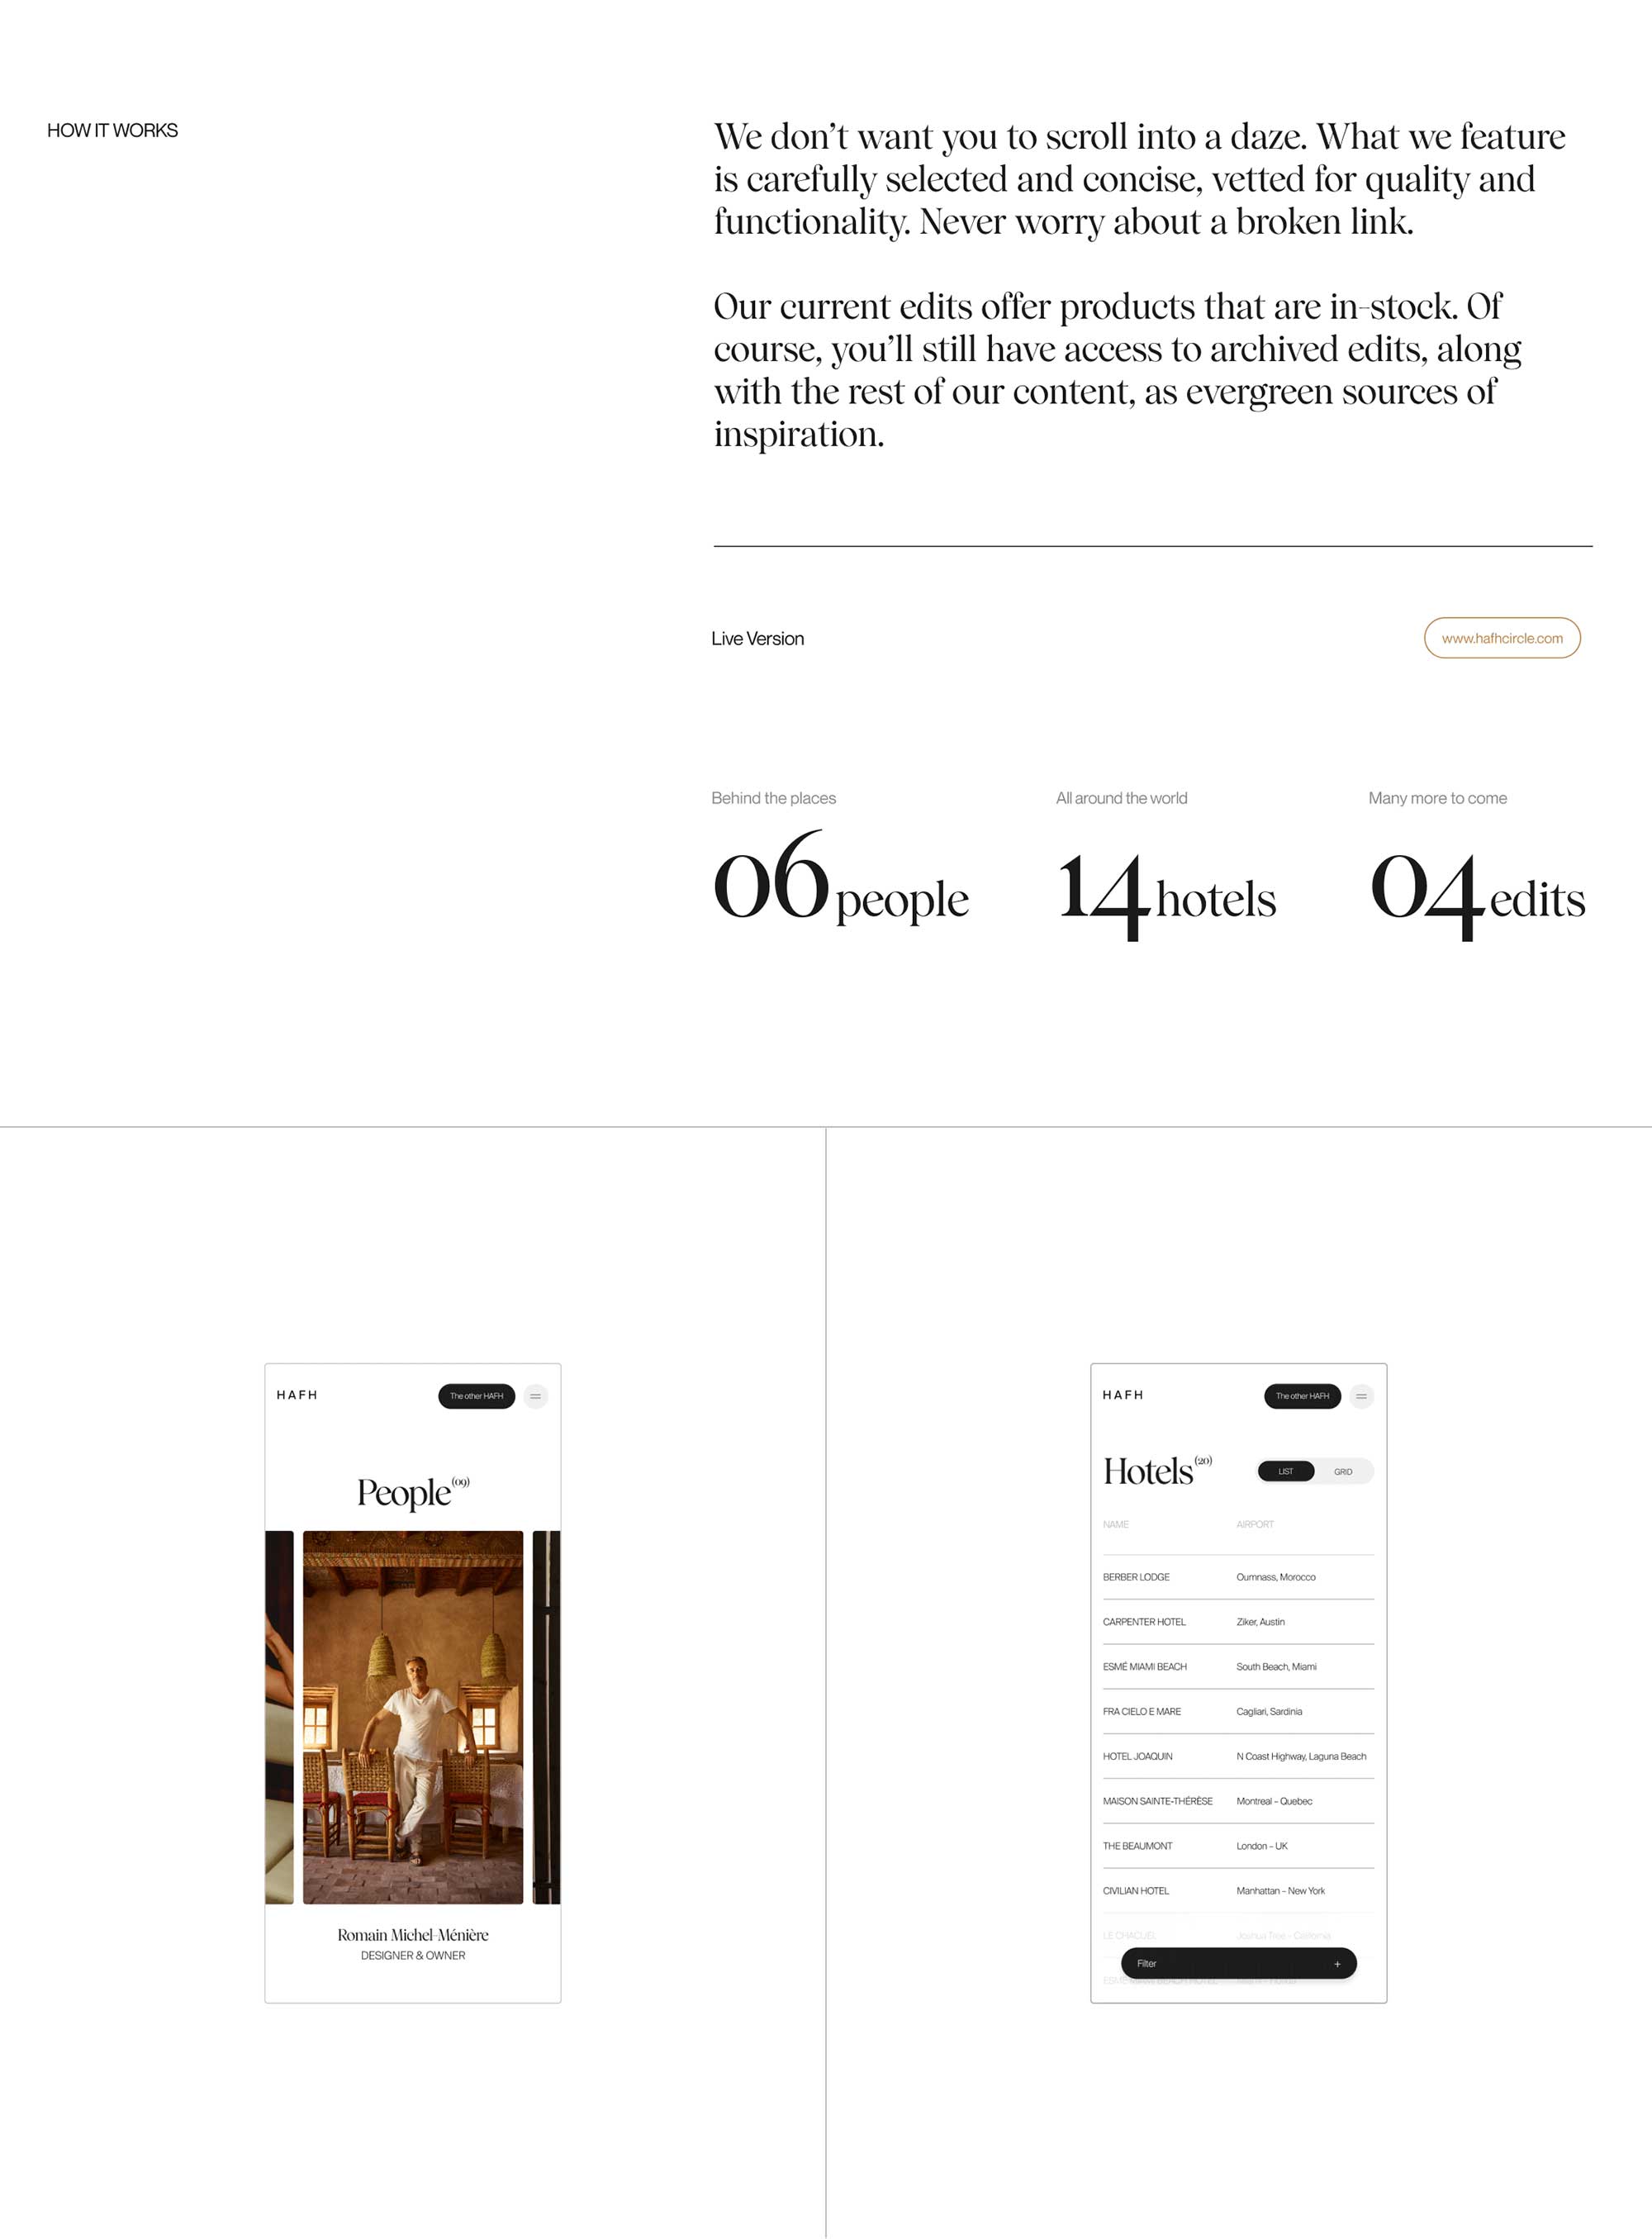 HOW IT WORKS
We don’t want you to scroll into a daze. What we feature
is carefully selected and concise, vetted for quality and
functionality. Never worry about a broken link.
Our current edits offer products that are in-stock. Of
course, you’ll still have access to archived edits, along
with the rest of our content, as evergreen sources of
inspiration.
Live Version
www.hafhcircle.com
Behind the places
06 people
All around the world
14 hotels
Many more to come
04 edits
HAFH
The other HAFH
People (09)
Romain Michel-Ménière
DESIGNER & OWNER
HAFH
The other HAFH
Hotels (20)
LIST GRID
NAME AIRPORT
BERBER LODGE Oumnass, Morocco
CARPENTER HOTEL Ziker, Austin
ESMÉ MIAMI BEACH South Beach, Miami
FRA CIELO E MARE Cagliari, Sardinia
HOTEL JOAQUIN N Coast Highway, Laguna Beach
MAISON SAINTE-THÉRÈSE Montreal - Quebec
THE BEAUMONT London - UK
CIVILIAN HOTEL Manhattan - New York
LE CHACUEL Joshua Tree - California
Filter +